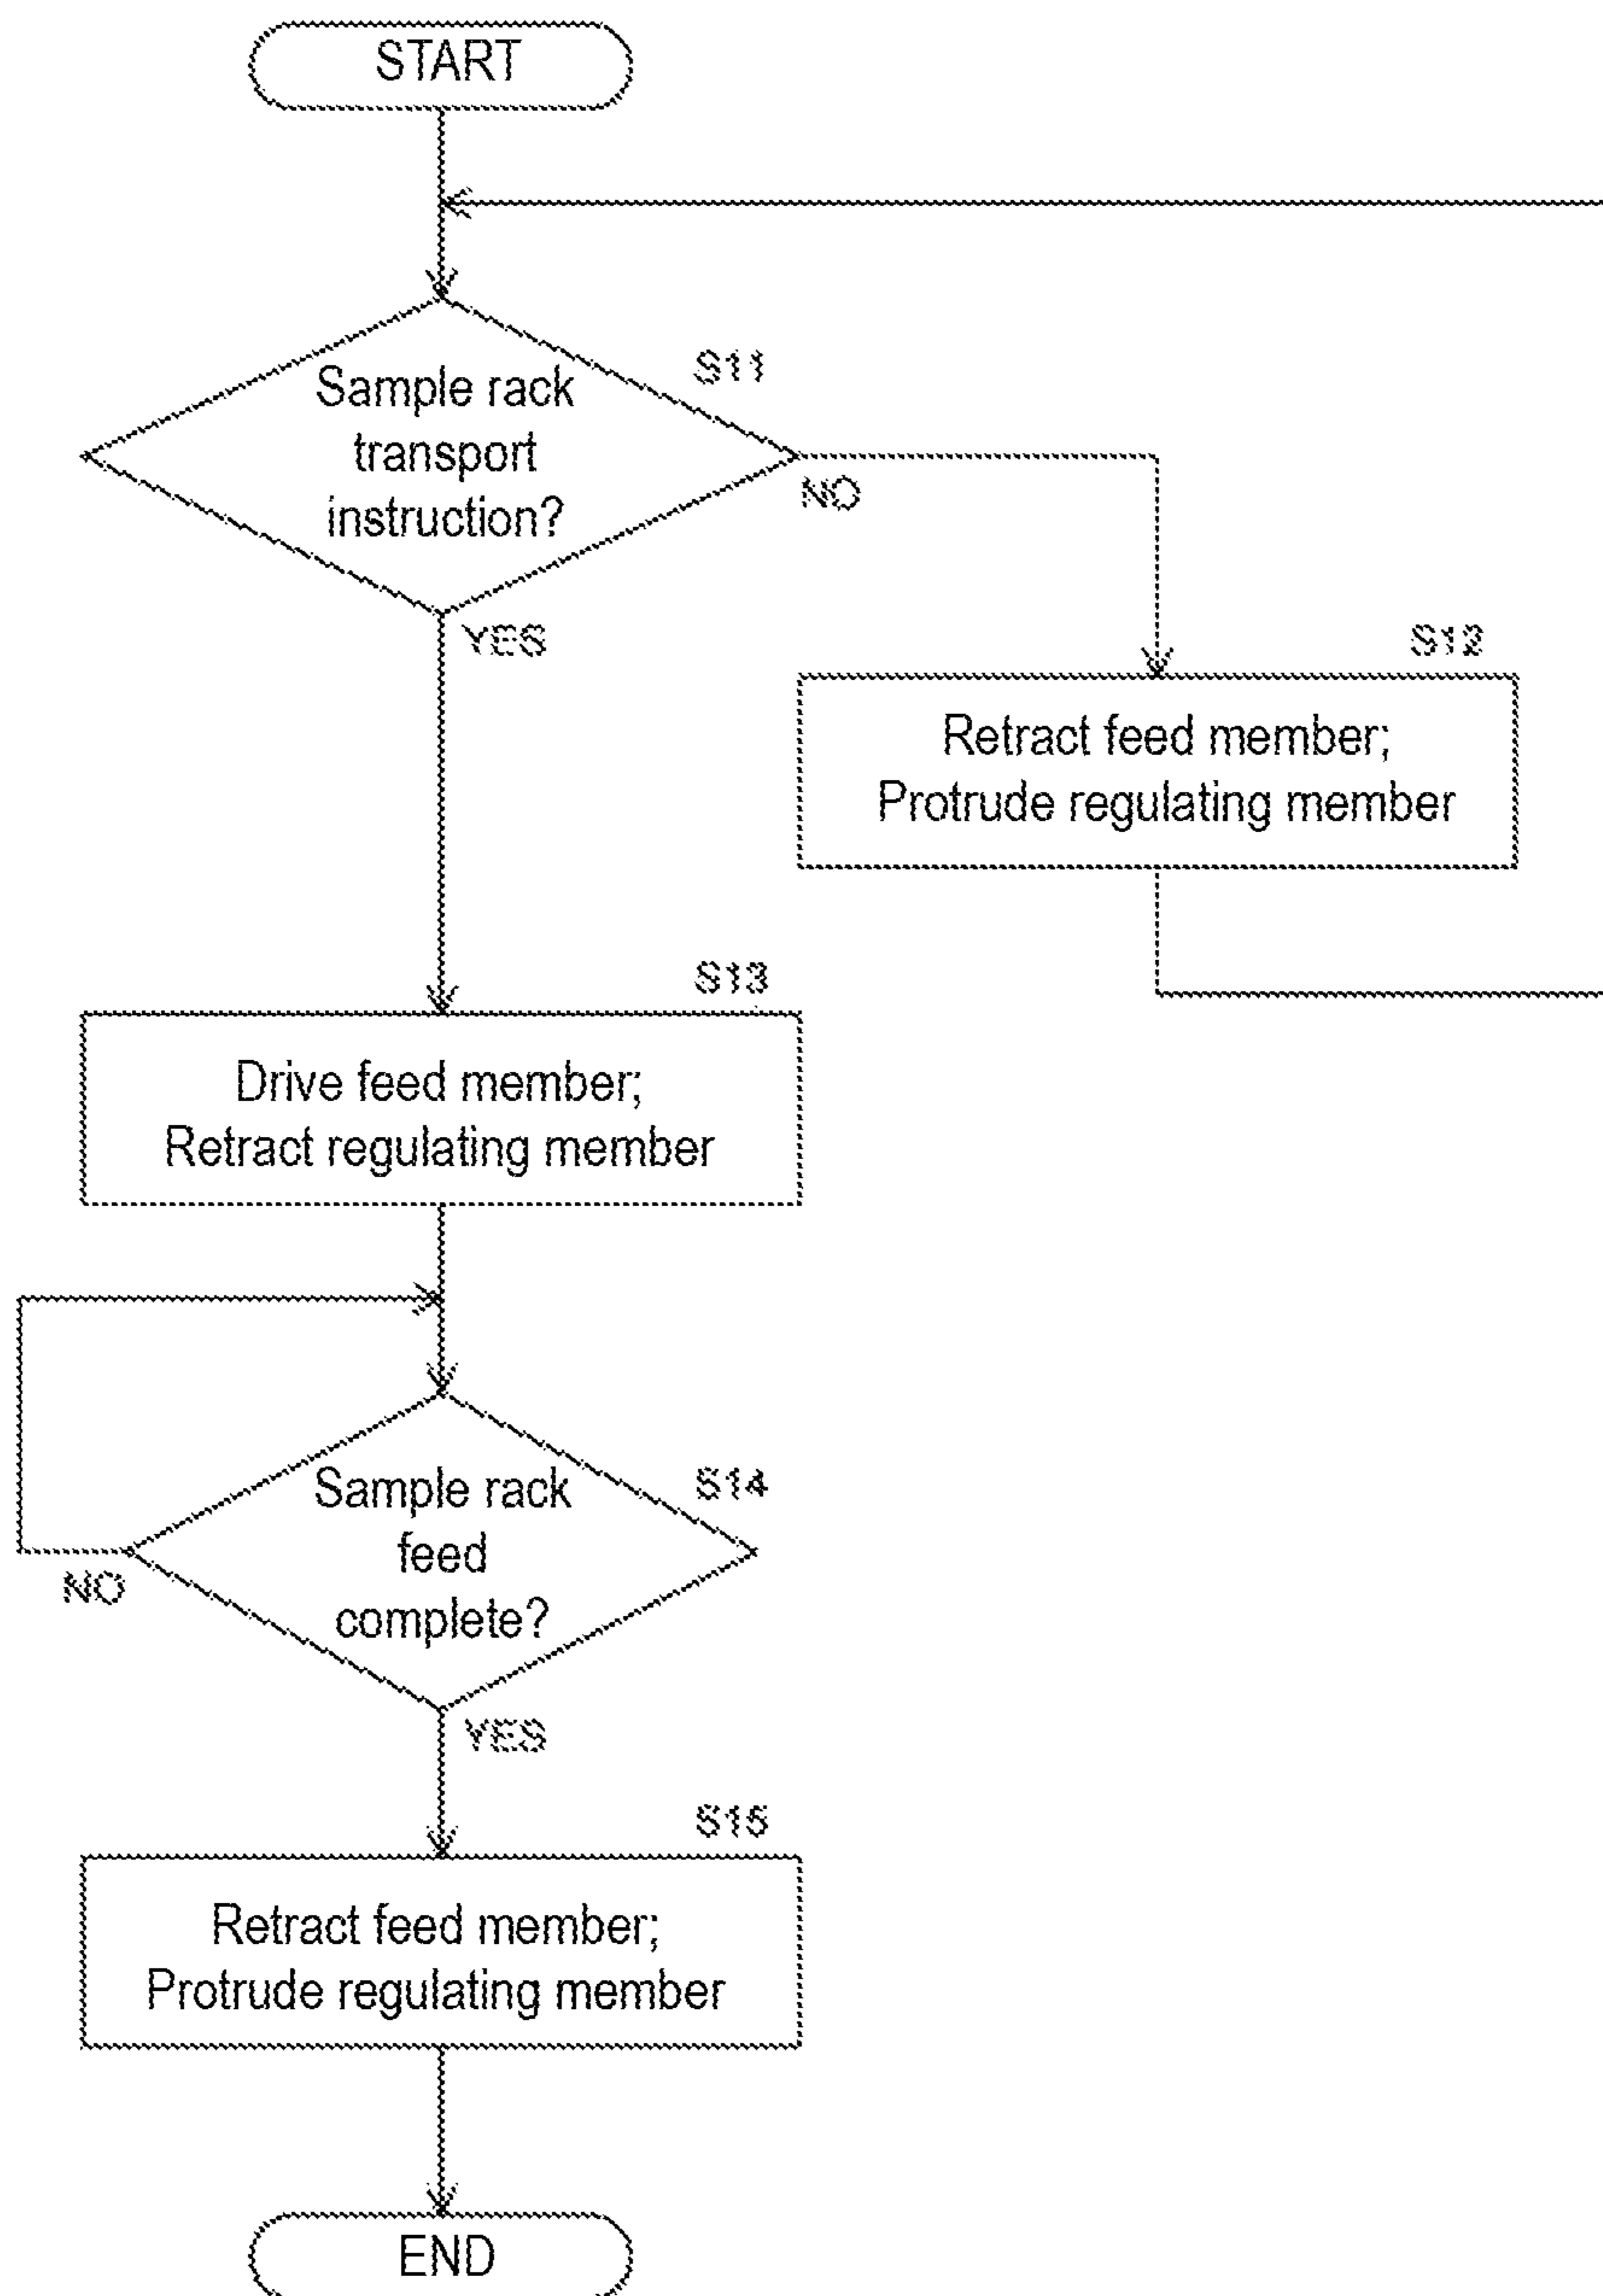 START
S11
Sample rack
transport
instruction?
NO
YES
S12
Retract feed member;
Protrude regulating member
S13
Drive feed member;
Retract regulating member
S14
Sample rack
feed
complete?
NO
YES
S15
Retract feed member;
Protrude regulating member
END